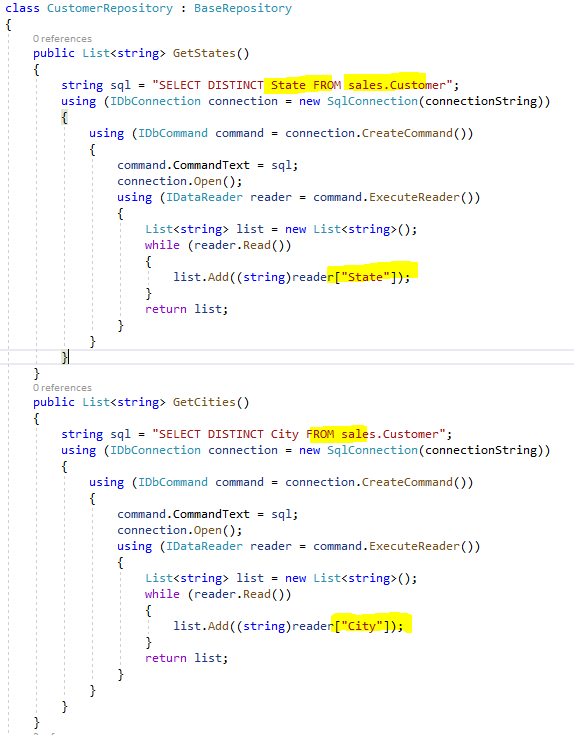 class CustomerRepository : BaseRepository
{
0 references
public List<string> GetStates()
{
string sql = "SELECT DISTINCT State FROM sales.Customer";
using (IDbConnection connection = new SqlConnection(connectionString))
{
using (IDbCommand command = connection.CreateCommand())
{
command.CommandText = sql;
connection.Open();
using (IDataReader reader = command.ExecuteReader())
{
List<string> list = new List<string>();
while (reader.Read())
{
list.Add((string)reader["State"]);
}
return list;
}
}
}
}
0 references
public List<string> GetCities()
{
string sql = "SELECT DISTINCT City FROM sales.Customer";
using (IDbConnection connection = new SqlConnection(connectionString))
{
using (IDbCommand command = connection.CreateCommand())
{
command.CommandText = sql;
connection.Open();
using (IDataReader reader = command.ExecuteReader())
{
List<string> list = new List<string>();
while (reader.Read())
{
list.Add((string)reader["City"]);
}
return list;
}
}
}
}